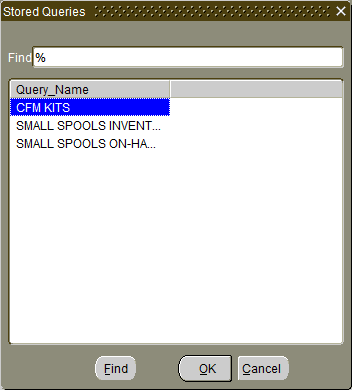 Stored Queries
Find %
Query_Name
CFM KITS
SMALL SPOOLS INVENT...
SMALL SPOOLS ON-HA...
Find OK Cancel